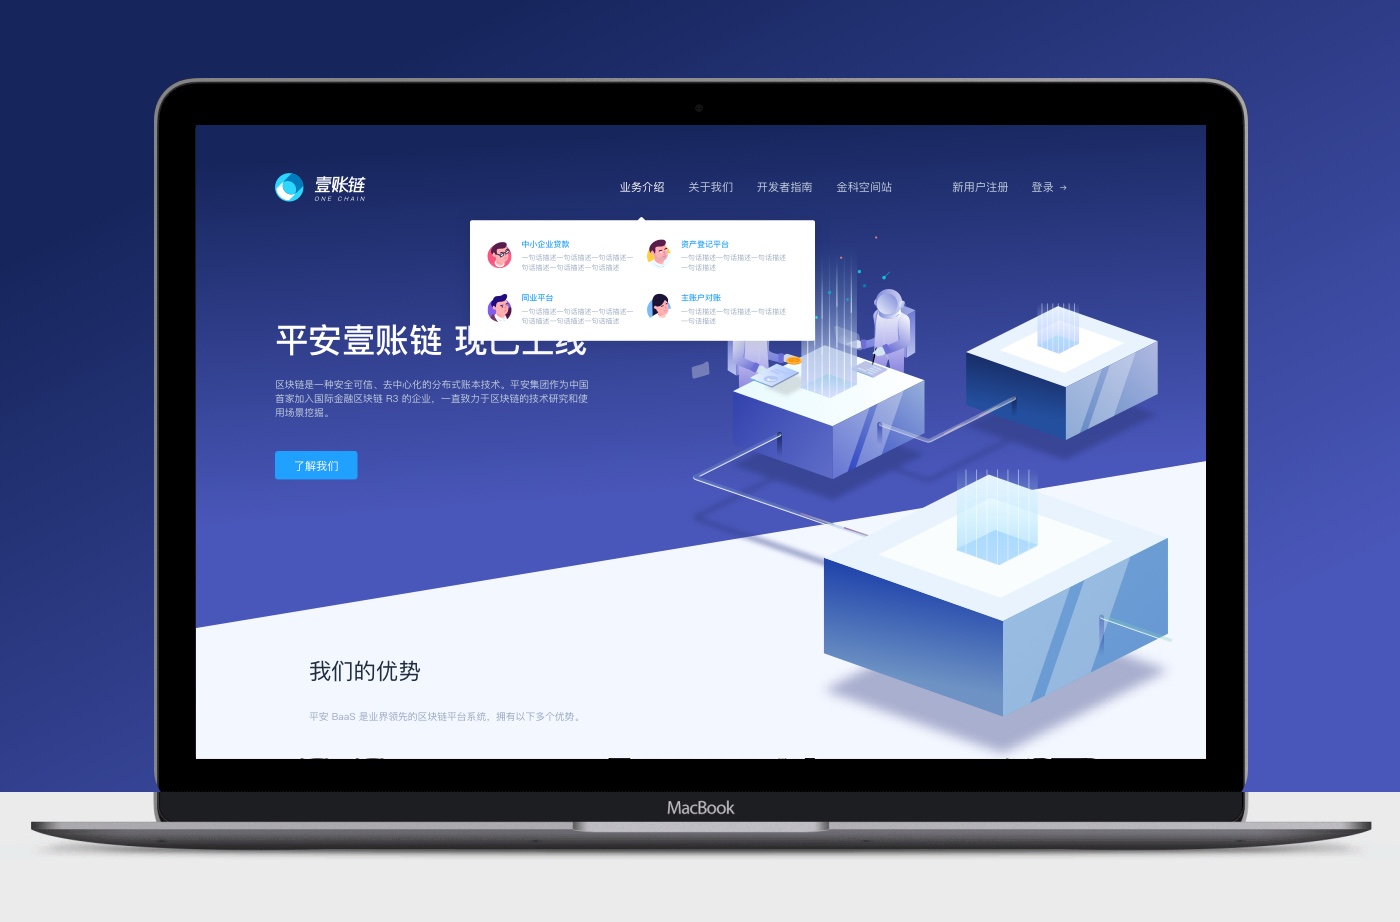 壹账链
ONE CHAIN
业务介绍 关于我们 开发者指南 金科空间站 新用户注册 登录 →
中小企业贷款
一句话描述一句话描述一句话描述一
句话描述一句话描述一句话描述
资产登记平台
一句话描述一句话描述一句话描述
一句话描述
同业平台
一句话描述一句话描述一句话描述一
句话描述一句话描述一句话描述
主账户对账
一句话描述一句话描述一句话描述
一句话描述
平安壹账链 现已上线
区块链是一种安全可信、去中心化的分布式账本技术。平安集团作为中国
首家加入国际金融区块链 R3 的企业，一直致力于区块链的技术研究和使
用场景挖掘。
了解我们
我们的优势
平安 BaaS 是业界领先的区块链平台系统，拥有以下多个优势。
MacBook